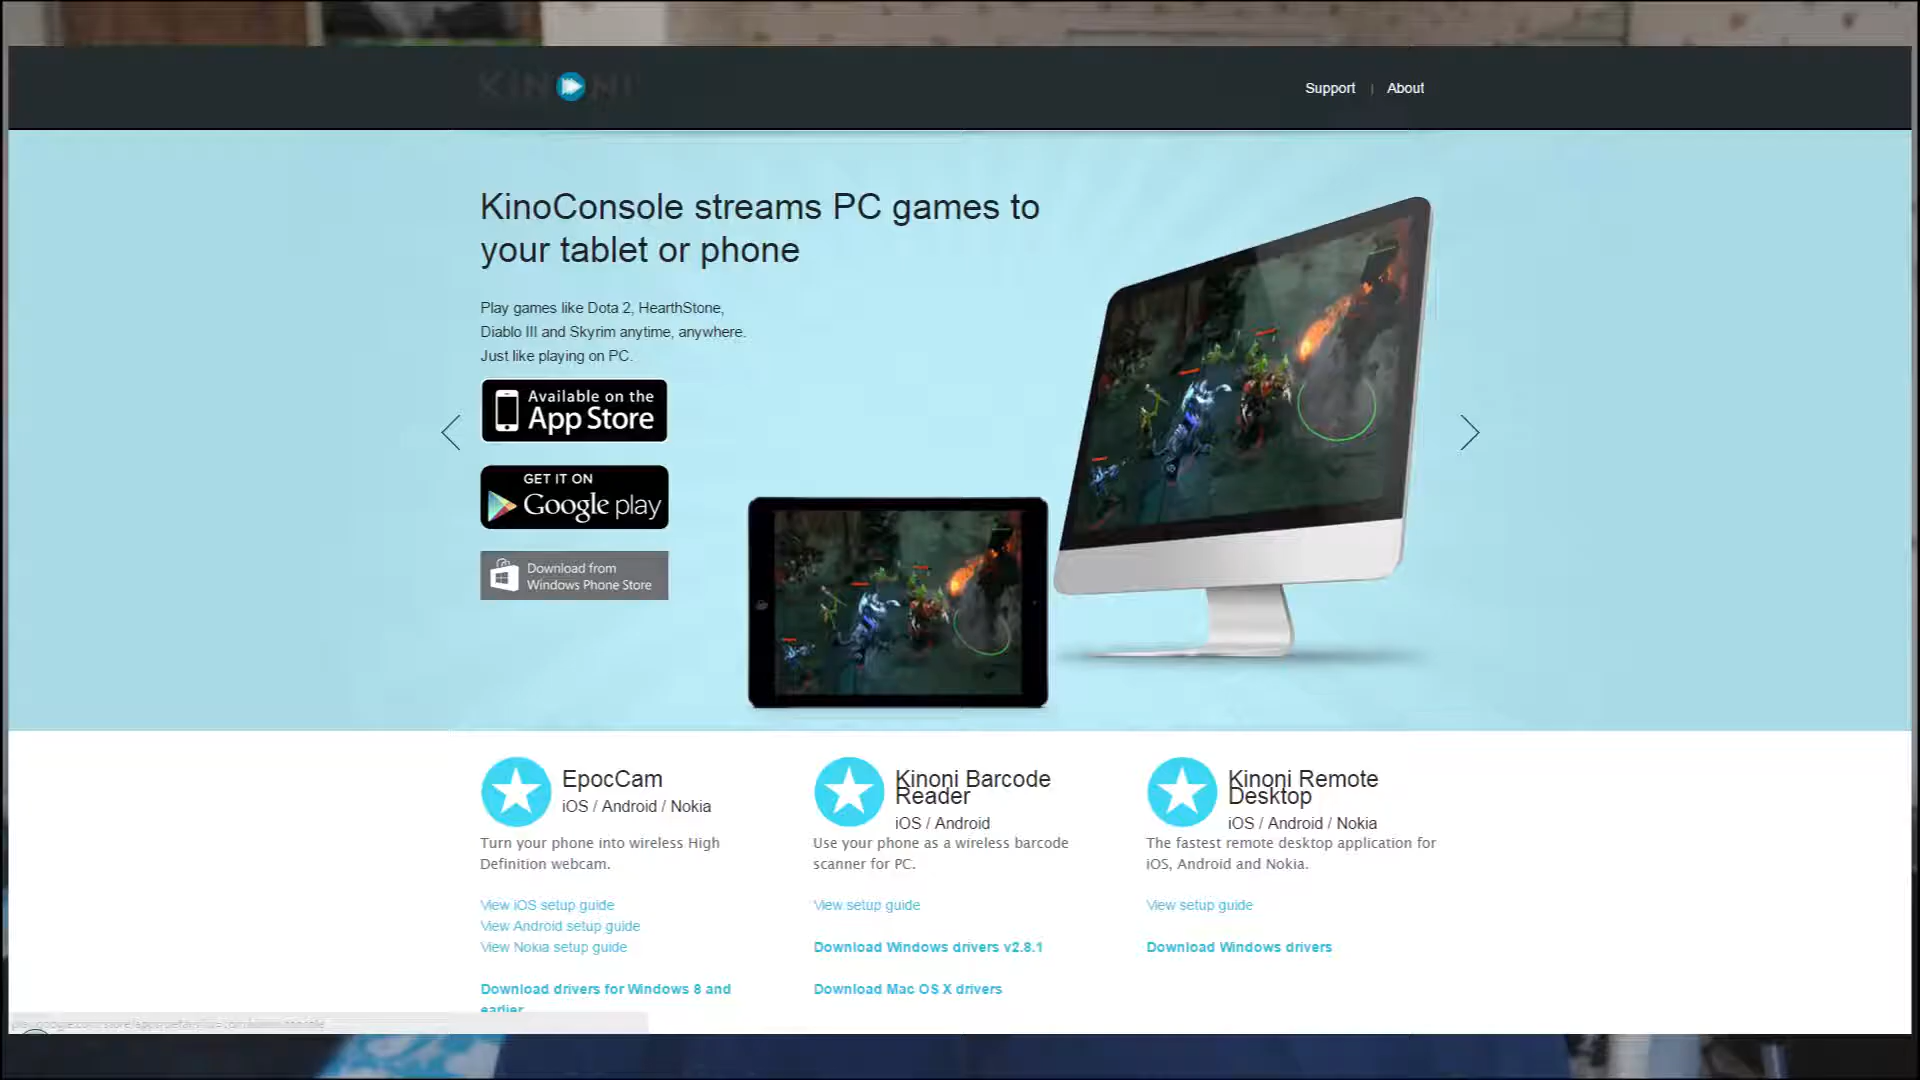 KINONI
Support | About
KinoConsole streams PC games to
your tablet or phone
Play games like Dota 2, HearthStone,
Diablo III and Skyrim anytime, anywhere.
Just like playing on PC.
Available on the
App Store
GET IT ON
Google play
Download from
Windows Phone Store
EpocCam
iOS / Android / Nokia
Turn your phone into wireless High
Definition webcam.
View iOS setup guide
View Android setup guide
View Nokia setup guide
Download drivers for Windows 8 and
earlier
Kinoni Barcode
Reader
iOS / Android
Use your phone as a wireless barcode
scanner for PC.
View setup guide
Download Windows drivers v2.8.1
Download Mac OS X drivers
Kinoni Remote
Desktop
iOS / Android / Nokia
The fastest remote desktop application for
iOS, Android and Nokia.
View setup guide
Download Windows drivers